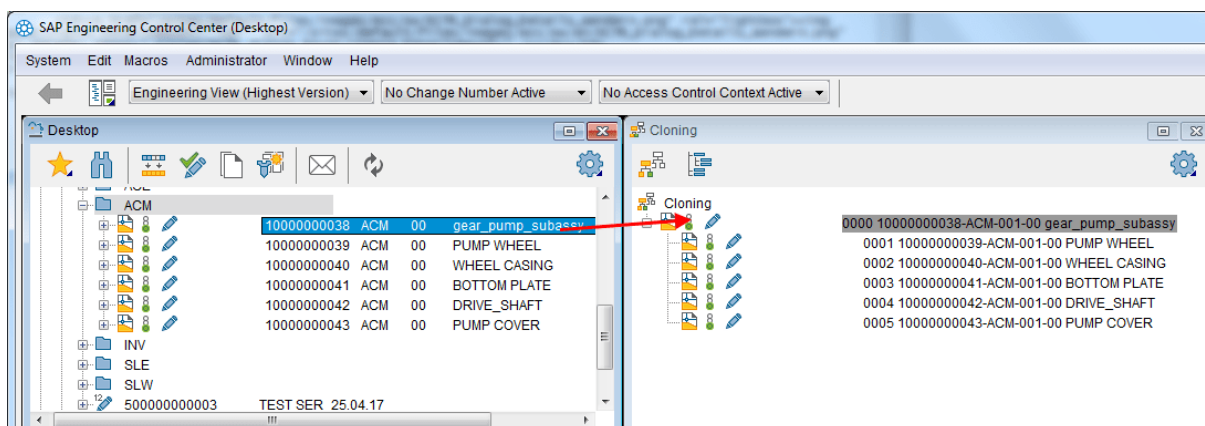 SAP Engineering Control Center (Desktop)
System Edit Macros Administrator Window Help
Engineering View (Highest Version) No Change Number Active No Access Control Context Active
Desktop
ACM
10000000038 ACM 00 gear_pump_subassy
10000000039 ACM 00 PUMP WHEEL
10000000040 ACM 00 WHEEL CASING
10000000041 ACM 00 BOTTOM PLATE
10000000042 ACM 00 DRIVE_SHAFT
10000000043 ACM 00 PUMP COVER
INV
SLE
SLW
12 500000000003 TEST SER 25.04.17
Cloning
Cloning
0000 10000000038-ACM-001-00 gear_pump_subassy
0001 10000000039-ACM-001-00 PUMP WHEEL
0002 10000000040-ACM-001-00 WHEEL CASING
0003 10000000041-ACM-001-00 BOTTOM PLATE
0004 10000000042-ACM-001-00 DRIVE_SHAFT
0005 10000000043-ACM-001-00 PUMP COVER